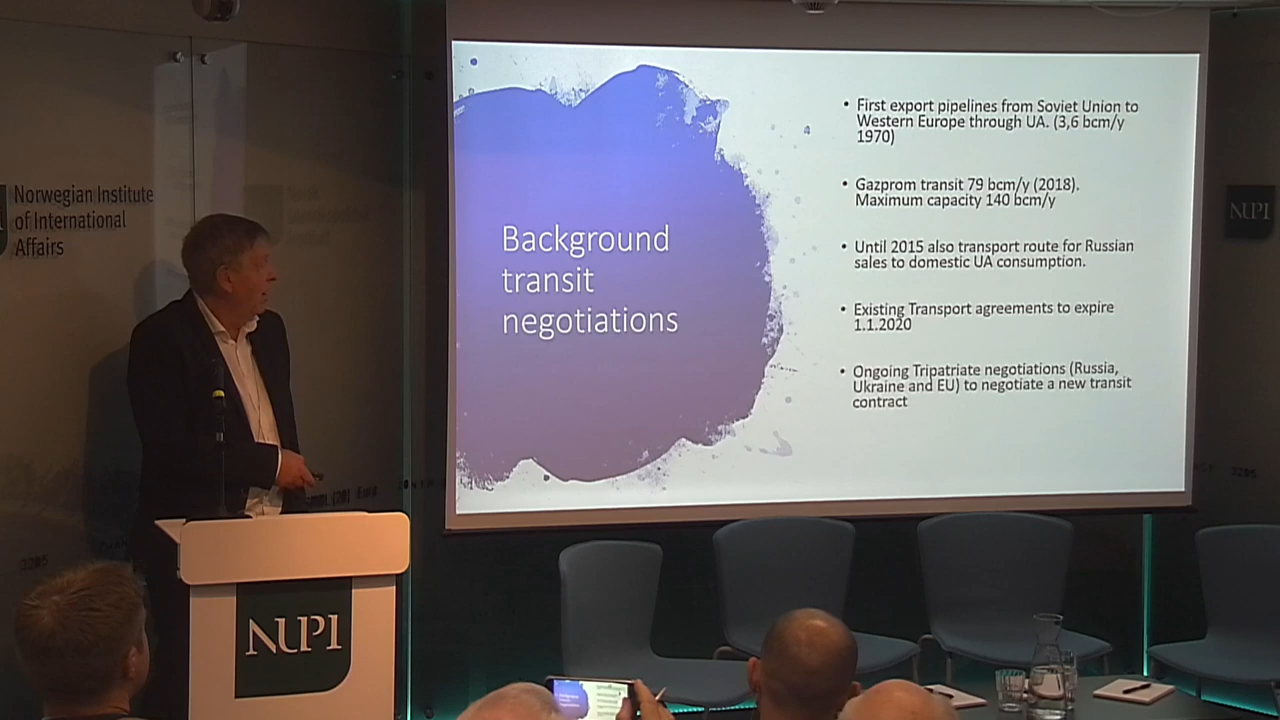 Norwegian Institute
of International
Affairs
NUPI
Background
transit
negotiations
• First export pipelines from Soviet Union to
Western Europe through UA. (3,6 bcm/y
1970)
• Gazprom transit 79 bcm/y (2018).
Maximum capacity 140 bcm/y
• Until 2015 also transport route for Russian
sales to domestic UA consumption.
• Existing Transport agreements to expire
1.1.2020
• Ongoing Tripatriate negotiations (Russia,
Ukraine and EU) to negotiate a new transit
contract
NUPI
3205
3205